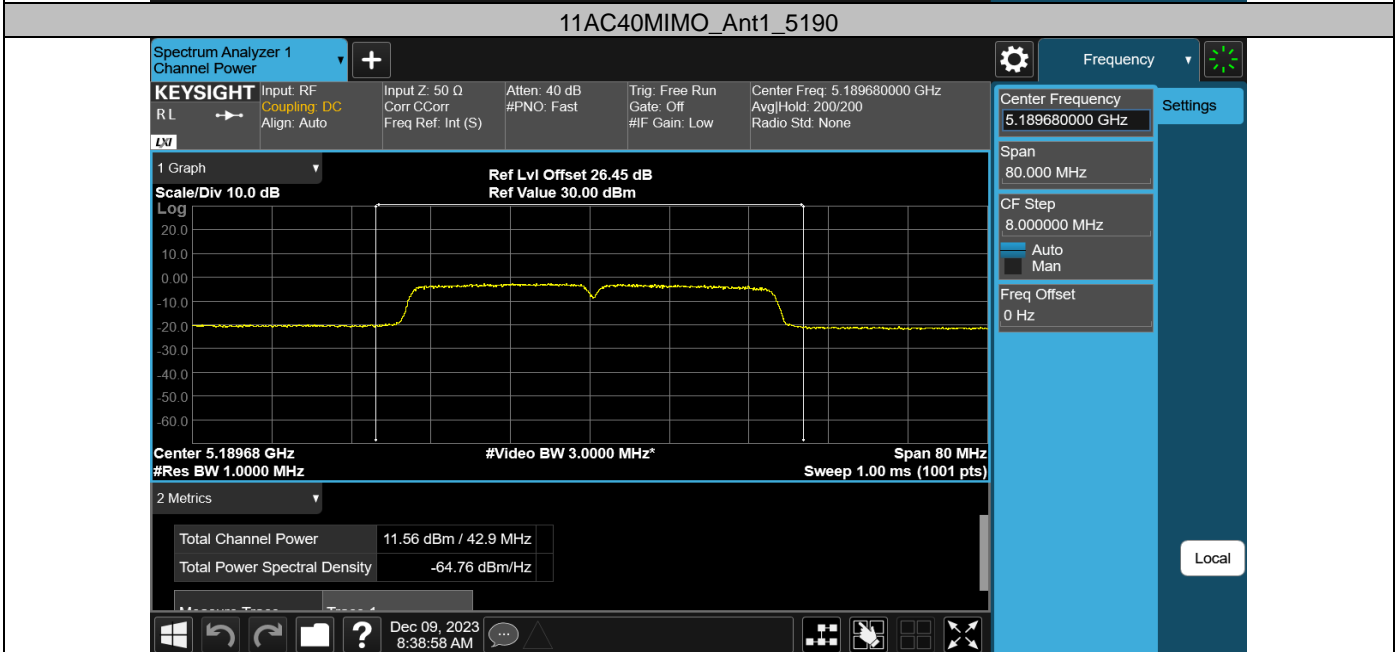 11AC40MIMO_Ant1_5190
Spectrum Analyzer 1
Channel Power
Frequency
KEYSIGHT
R L
LXI
Input: RF
Coupling: DC
Align: Auto
Input Z: 50 Ω
Corr CCorr
Freq Ref: Int (S)
Atten: 40 dB
#PNO: Fast
Trig: Free Run
Gate: Off
#IF Gain: Low
Center Freq: 5.189680000 GHz
Avg|Hold: 200/200
Radio Std: None
Center Frequency
5.189680000 GHz
Settings
Span
80.000 MHz
CF Step
8.000000 MHz
Auto
Man
Freq Offset
0 Hz
Local
1 Graph
Scale/Div 10.0 dB
Log
Ref Lvl Offset 26.45 dB
Ref Value 30.00 dBm
20.0
10.0
0.00
-10.0
-20.0
-30.0
-40.0
-50.0
-60.0
Center 5.18968 GHz
#Res BW 1.0000 MHz
#Video BW 3.0000 MHz*
Span 80 MHz
Sweep 1.00 ms (1001 pts)
2 Metrics
Total Channel Power 11.56 dBm / 42.9 MHz
Total Power Spectral Density -64.76 dBm/Hz
Measure Trace Trace 1
?
Dec 09, 2023
8:38:58 AM